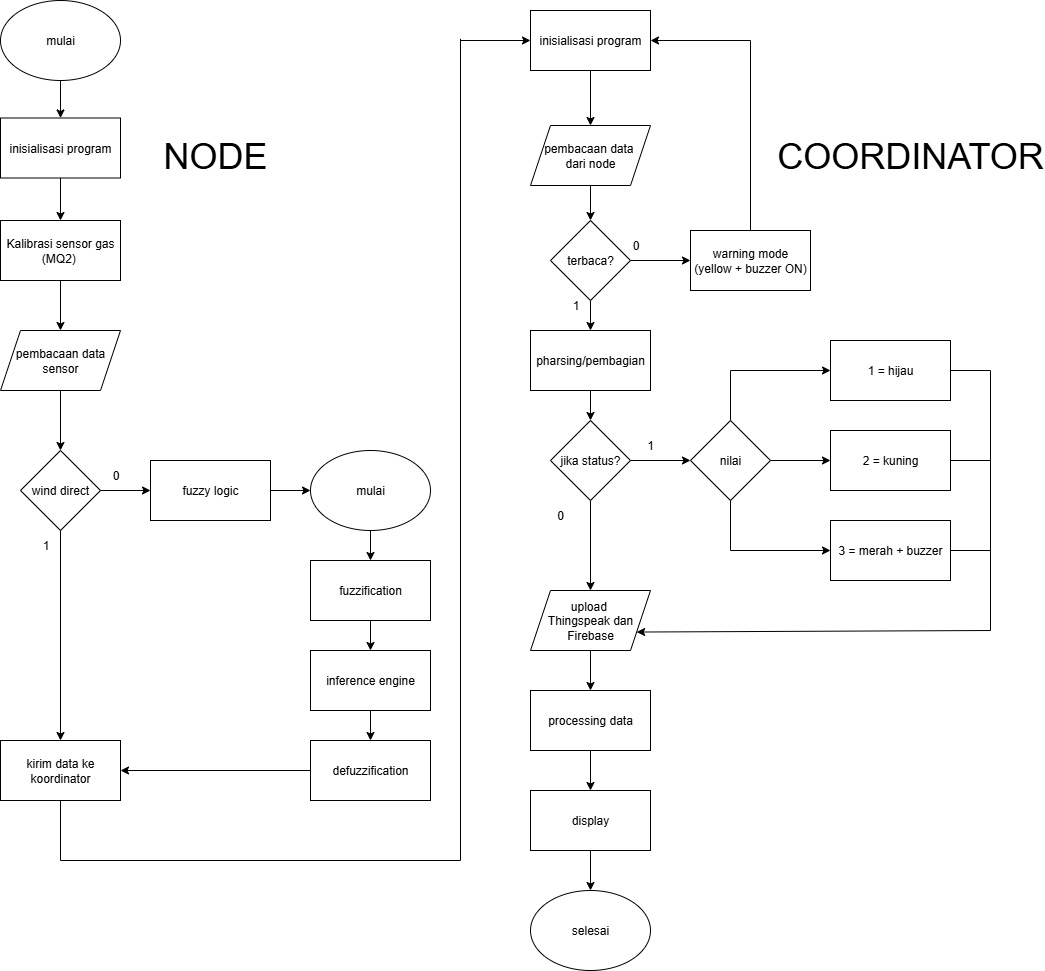 mulai
inisialisasi program
NODE
Kalibrasi sensor gas
(MQ2)
pembacaan data
sensor
wind direct
0
1
fuzzy logic
mulai
fuzzification
inference engine
defuzzification
kirim data ke
koordinator
inisialisasi program
COORDINATOR
pembacaan data
dari node
terbaca?
0
1
warning mode
(yellow + buzzer ON)
pharsing/pembagian
jika status?
1
0
nilai
1 = hijau
2 = kuning
3 = merah + buzzer
upload
Thingspeak dan
Firebase
processing data
display
selesai